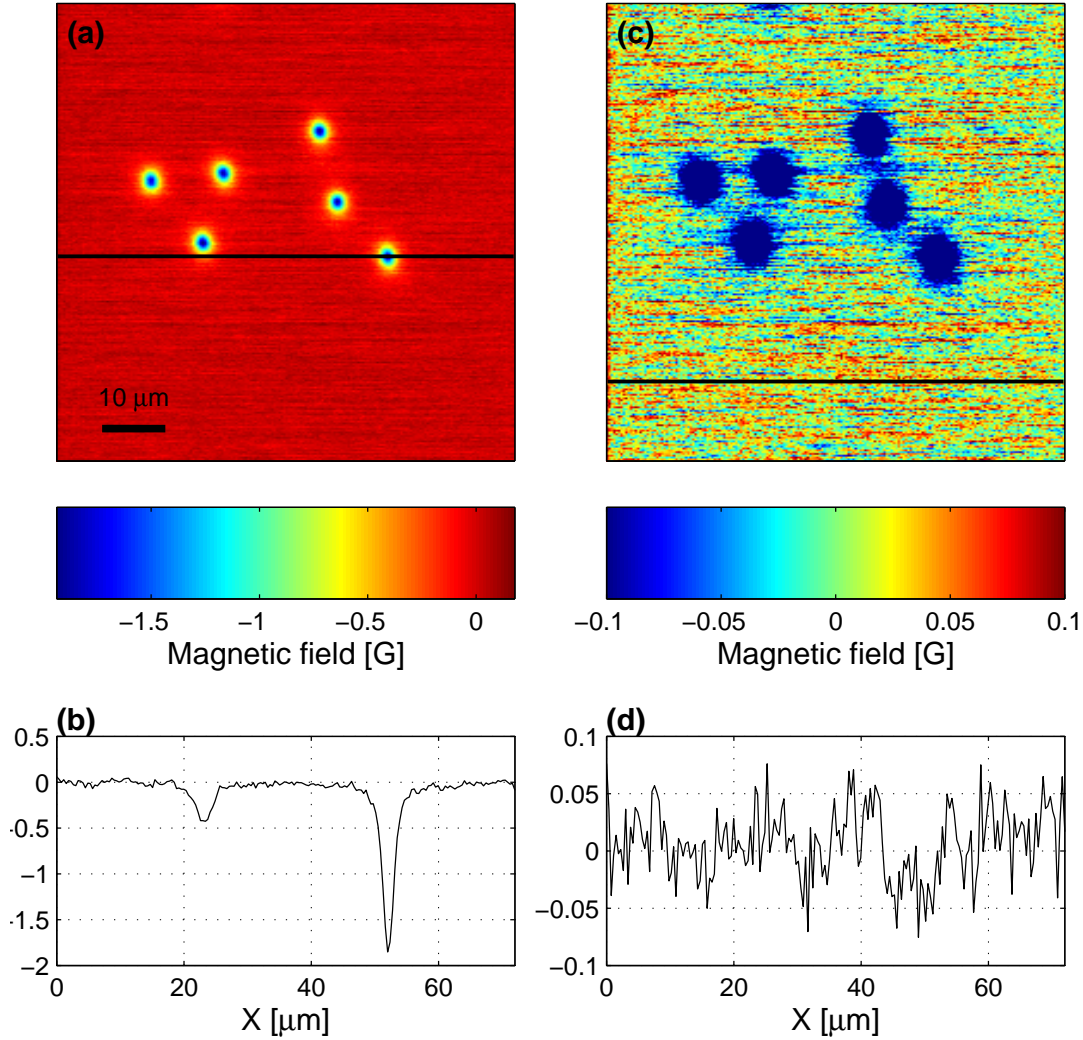 (a)
(c)
10 μm
−1.5 −1 −0.5 0
Magnetic field [G]
−0.1 −0.05 0 0.05 0.1
Magnetic field [G]
(b)
0.5
0
-0.5
−1
-1.5
−2
0 20 40 60
X [μm]
(d)
0.1
0.05
0
−0.05
−0.1
0 20 40 60
X [μm]